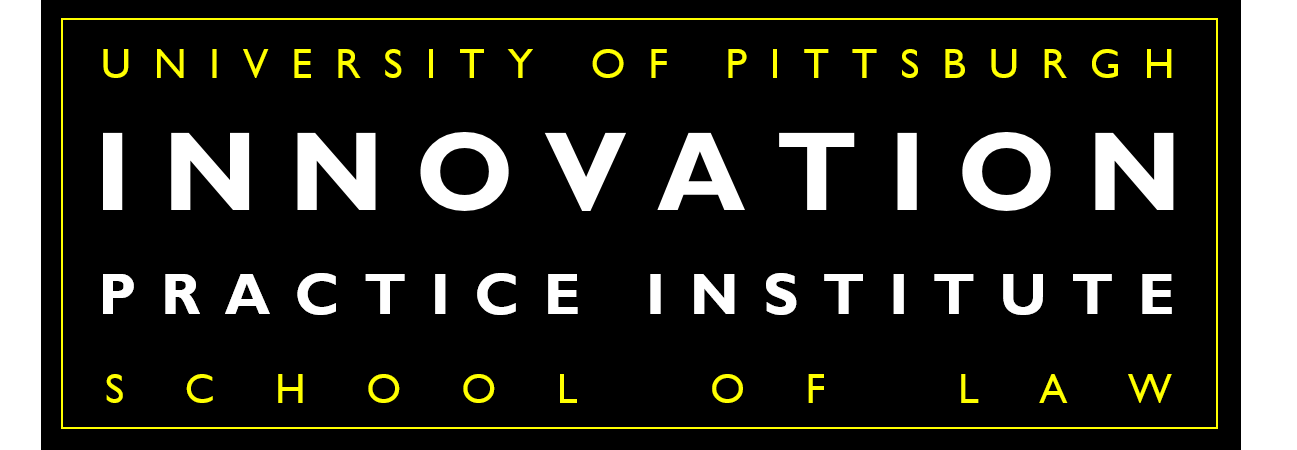 UNIVERSITY OF PITTSBURGH
INNOVATION
PRACTICE INSTITUTE
SCHOOL OF LAW